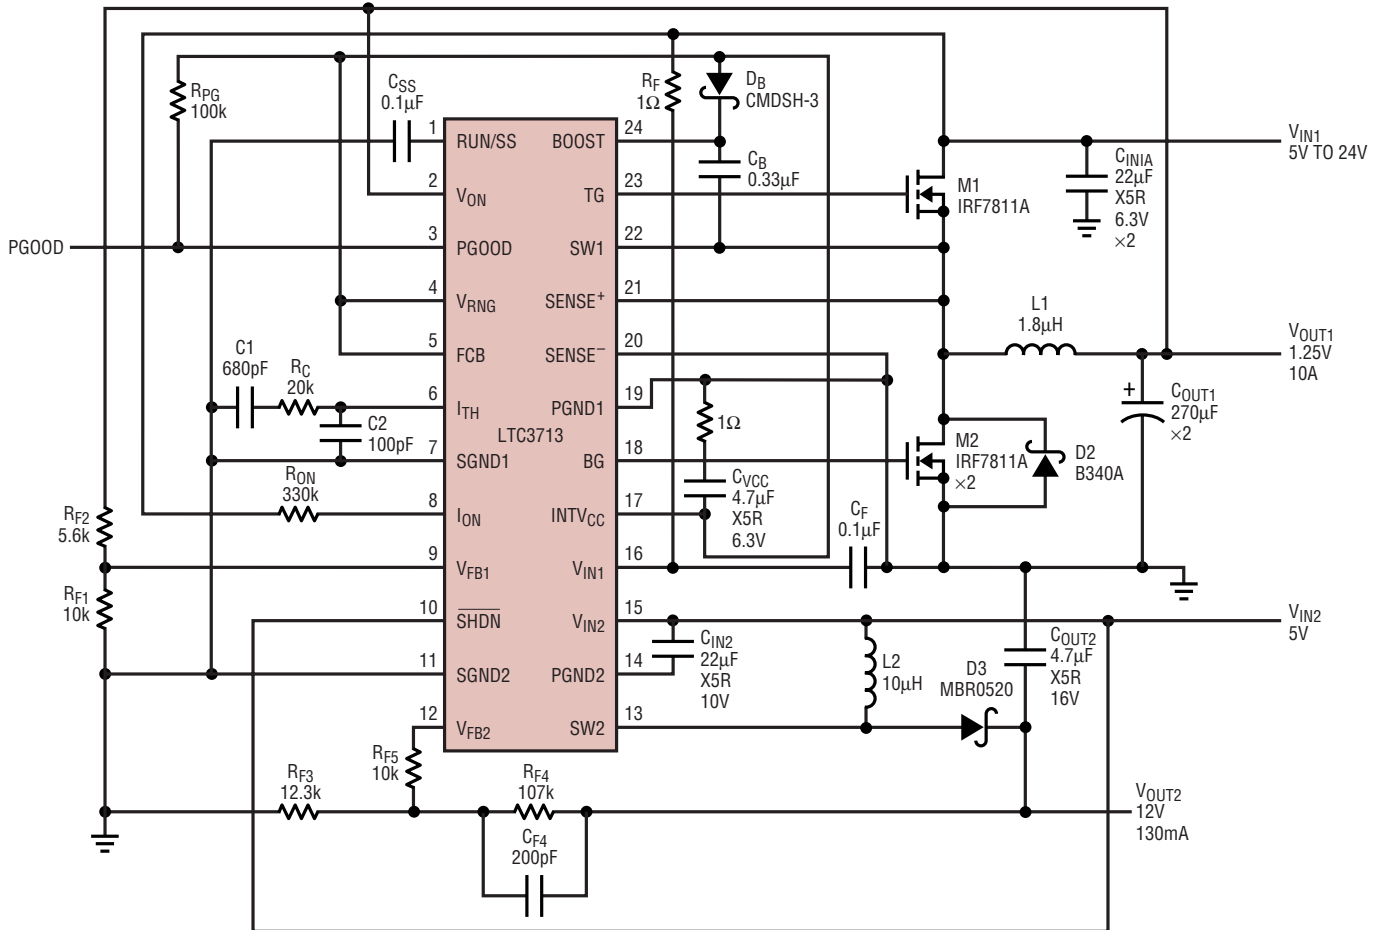 RPG
100k
CSS
0.1µF
RF
1Ω
DB
CMDSH-3
CB
0.33µF
VIN1
5V TO 24V
CINIA
22µF
X5R
6.3V
×2
M1
IRF7811A
PGOOD
1
RUN/SS
2
VON
3
PGOOD
4
VRNG
5
FCB
6
ITH
7
SGND1
8
ION
9
VFB1
10
SHDN
11
SGND2
12
VFB2
LTC3713
24
BOOST
23
TG
22
SW1
21
SENSE+
20
SENSE–
19
PGND1
18
BG
17
INTVCC
16
VIN1
15
VIN2
14
PGND2
13
SW2
C1
680pF
RC
20k
C2
100pF
RON
330k
RF2
5.6k
RF1
10k
1Ω
CVCC
4.7µF
X5R
6.3V
CF
0.1µF
L1
1.8µH
VOUT1
1.25V
10A
+
COUT1
270µF
×2
M2
IRF7811A
×2
D2
B340A
VIN2
5V
CIN2
22µF
X5R
10V
L2
10µH
D3
MBR0520
COUT2
4.7µF
X5R
16V
RF5
10k
RF3
12.3k
RF4
107k
CF4
200pF
VOUT2
12V
130mA